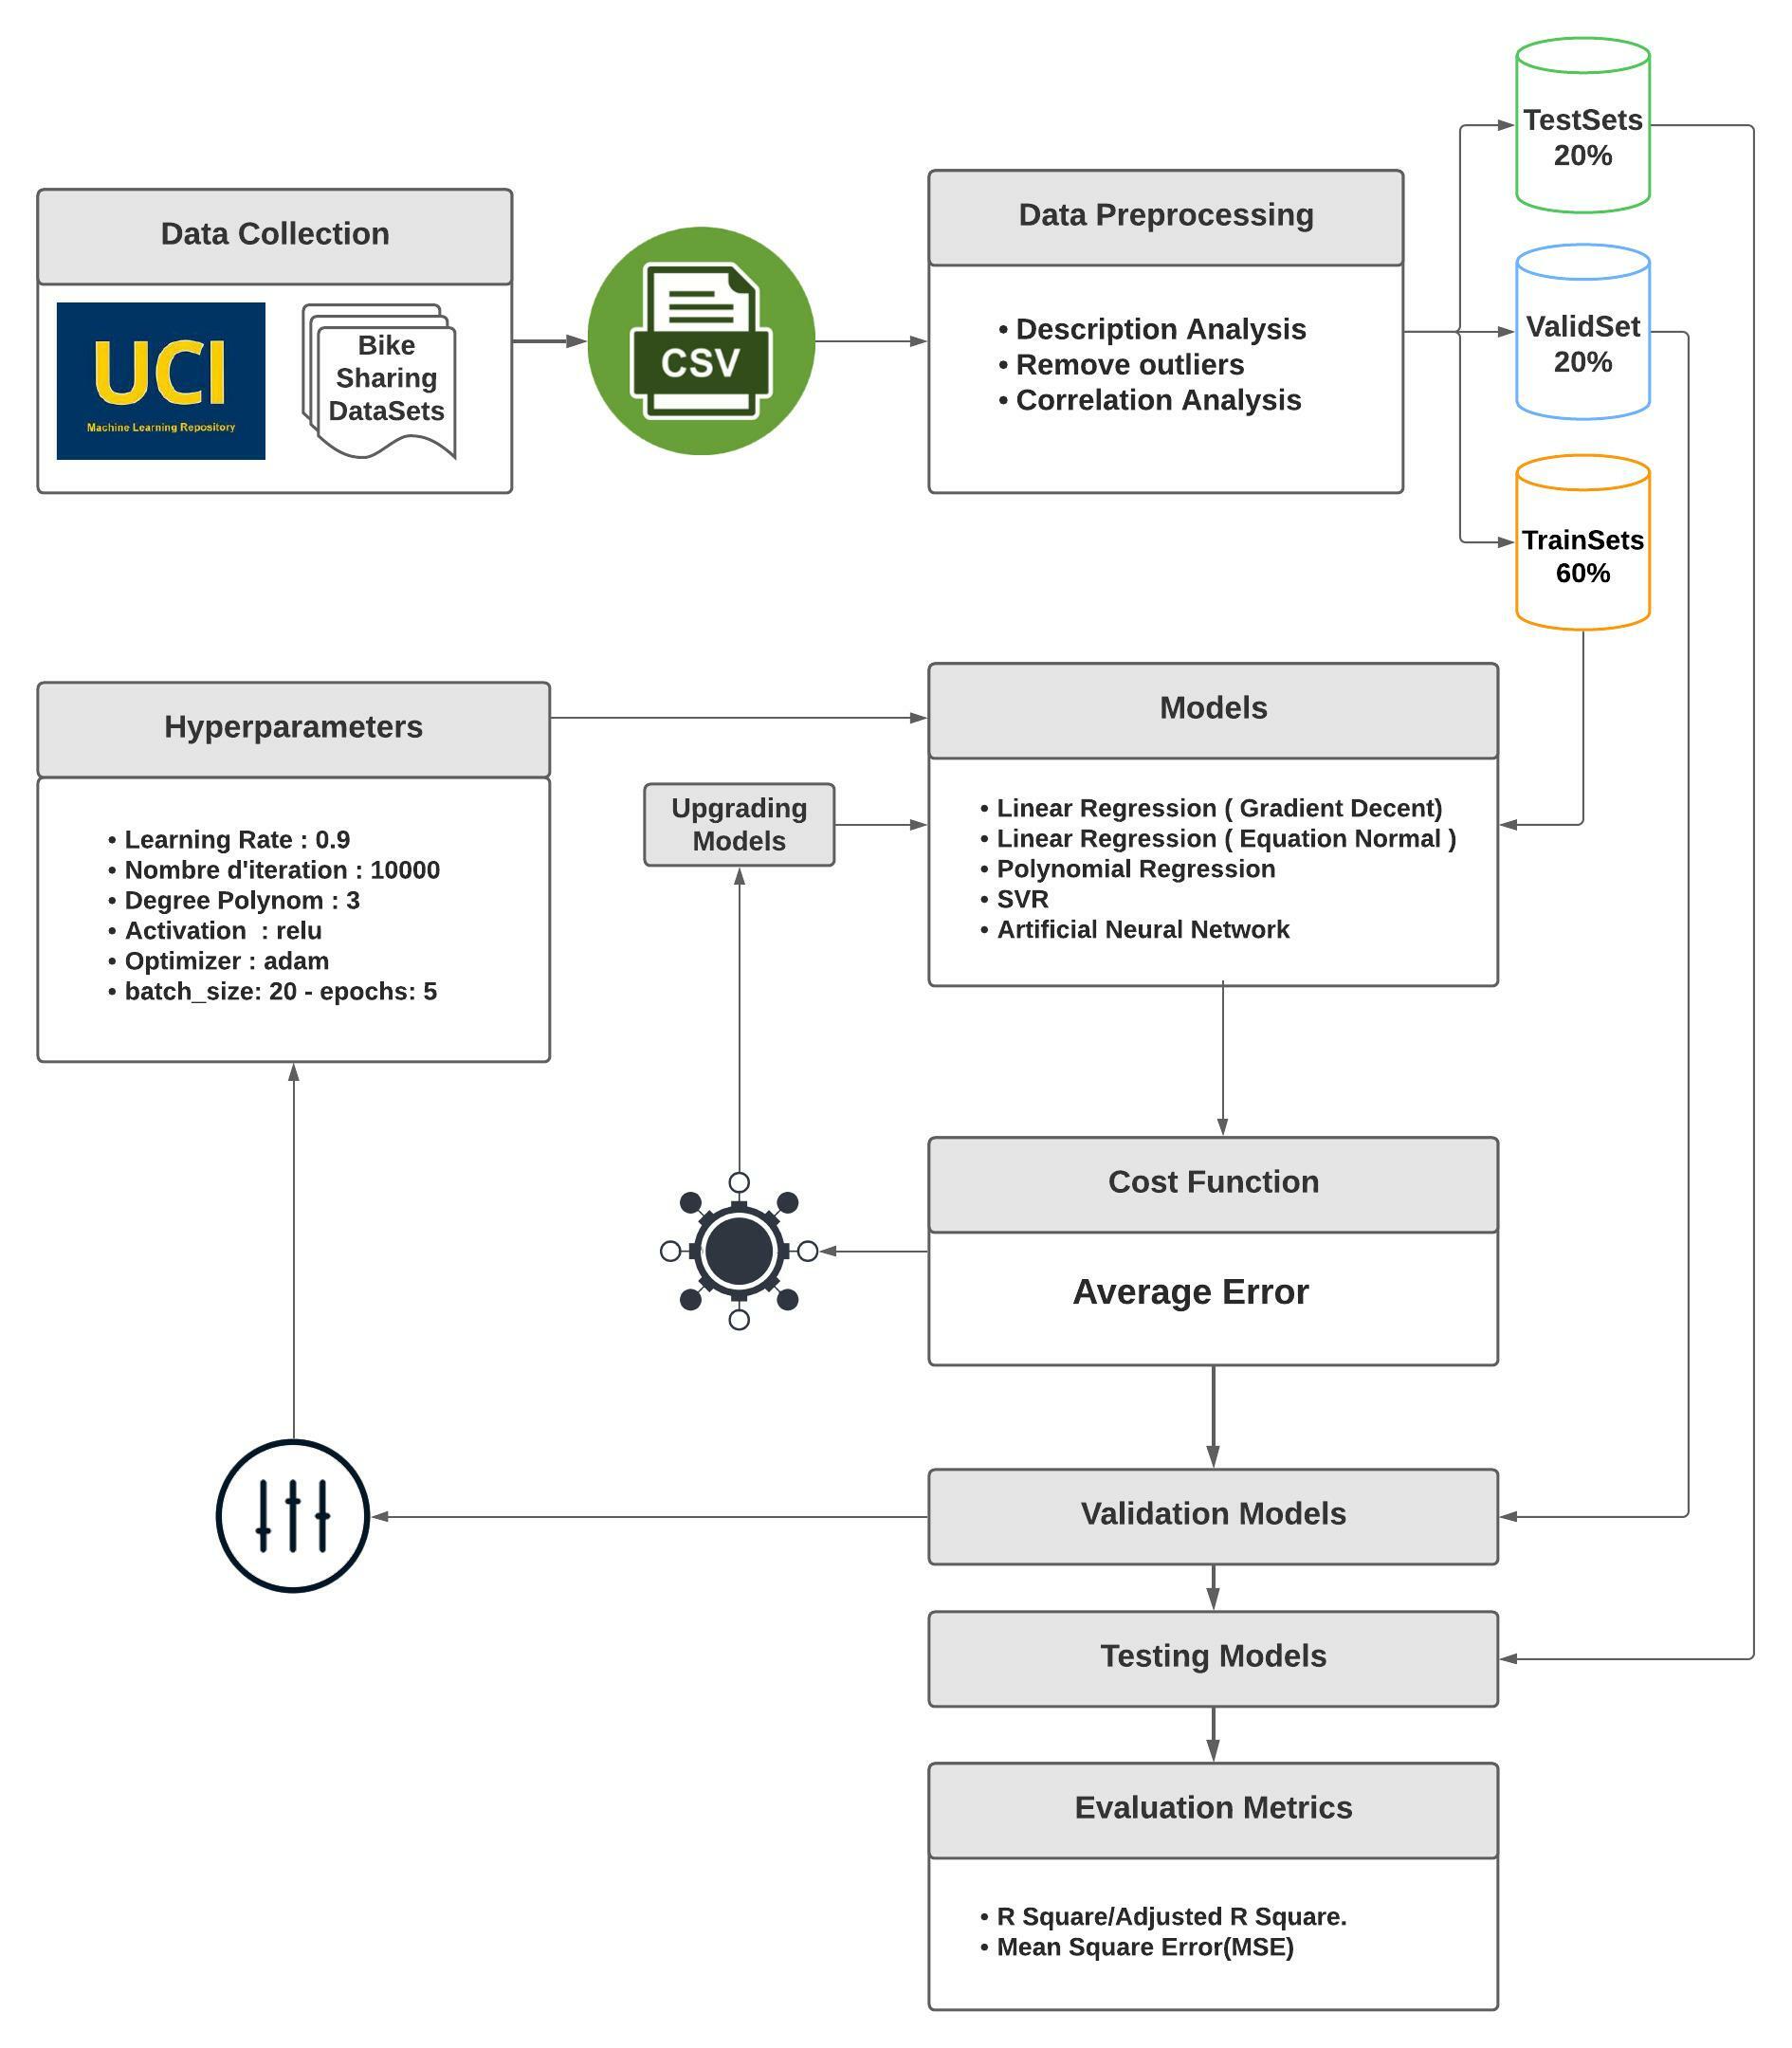 TestSets
20%
Data Collection
UCI
Machine Learning Repository
Bike
Sharing
DataSets
CSV
Data Preprocessing
• Description Analysis
• Remove outliers
• Correlation Analysis
ValidSet
20%
TrainSets
60%
Hyperparameters
• Learning Rate : 0.9
• Nombre d'iteration : 10000
• Degree Polynom : 3
• Activation  : relu
• Optimizer : adam
• batch_size: 20 - epochs: 5
Upgrading
Models
Models
• Linear Regression ( Gradient Decent)
• Linear Regression ( Equation Normal )
• Polynomial Regression
• SVR
• Artificial Neural Network
Cost Function
Average Error
Validation Models
Testing Models
Evaluation Metrics
• R Square/Adjusted R Square.
• Mean Square Error(MSE)